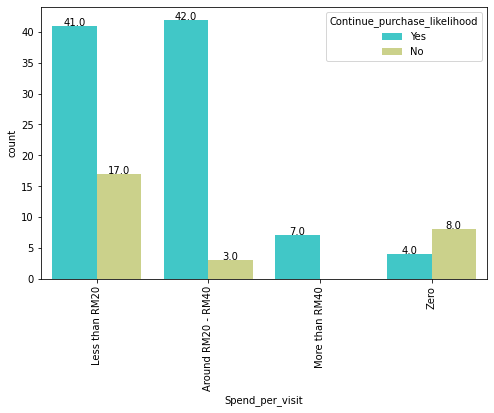 Continue_purchase_likelihood
Yes
No
41.0
42.0
17.0
3.0
7.0
4.0
8.0
40
35
30
25
20
15
10
5
0
count
Less than RM20
Around RM20 - RM40
More than RM40
Zero
Spend_per_visit